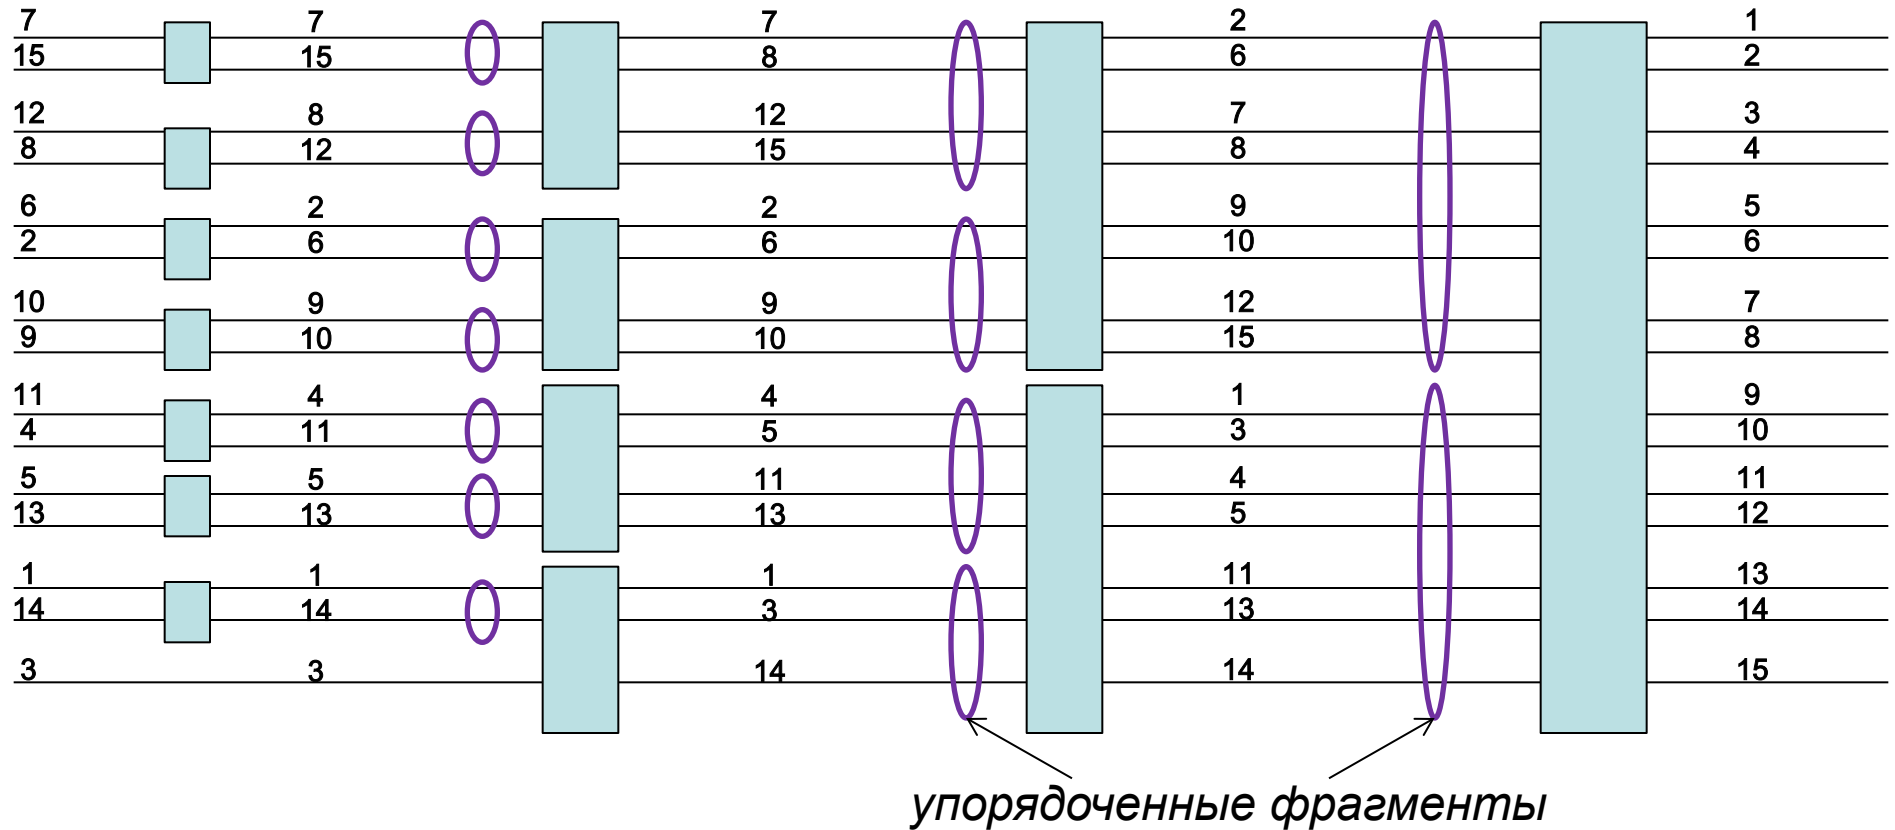 7 7 7 2 1
15 15 8 6 2
12 8 12 7 3
8 12 15 8 4
6 2 2 9 5
2 6 6 10 6
10 9 9 12 7
9 10 10 15 8
11 4 4 1 9
4 11 5 3 10
5 5 11 4 11
13 13 13 5 12
1 1 1 11 13
14 14 3 13 14
3 3 14 14 15
упорядоченные фрагменты